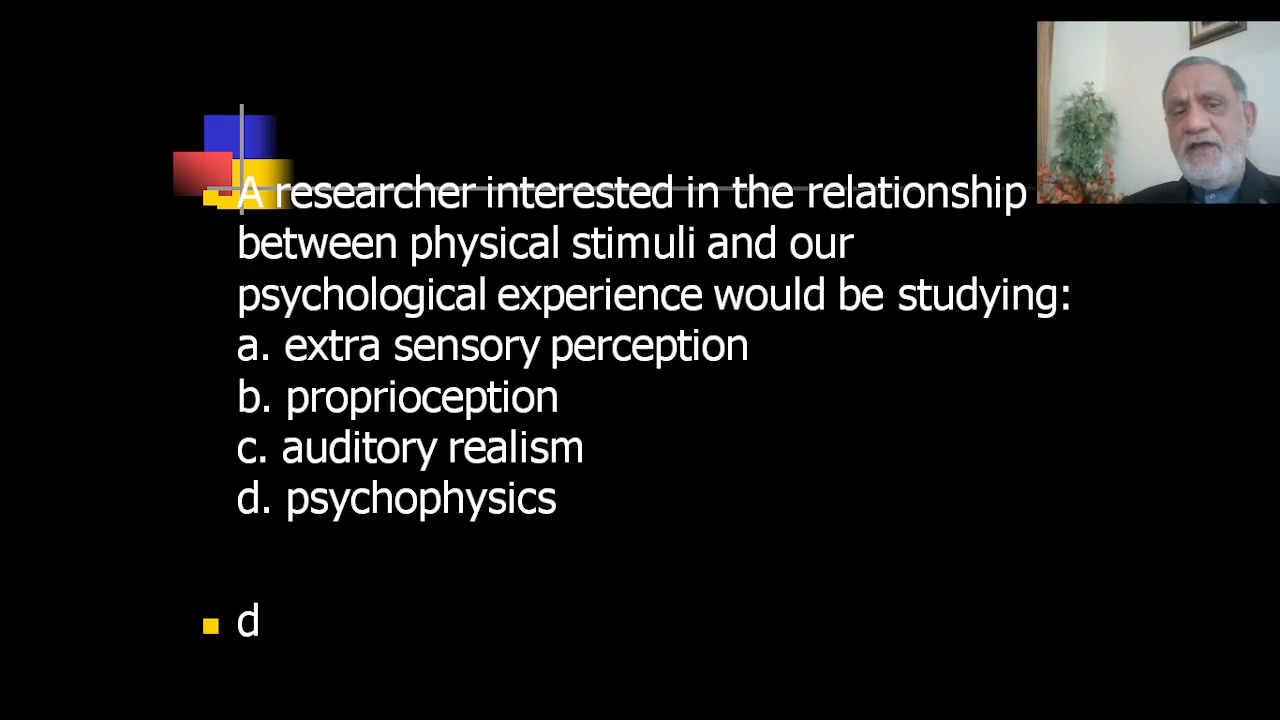 A researcher interested in the relationship
between physical stimuli and our
psychological experience would be studying:
a. extra sensory perception
b. proprioception
c. auditory realism
d. psychophysics
d